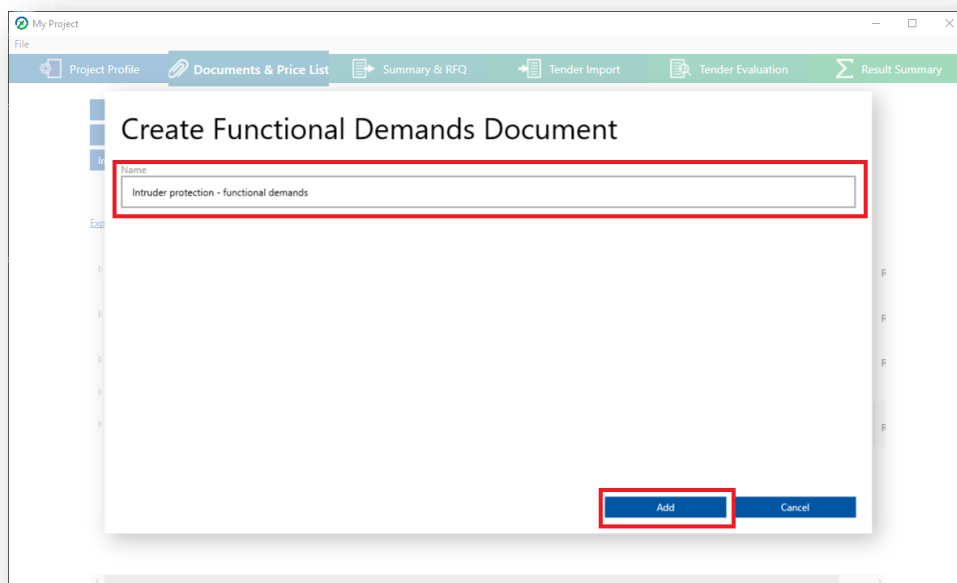 My Project
File
Project Profile
Documents & Price List
Summary & RFQ
Tender Import
Tender Evaluation
Result Summary
Create Functional Demands Document
Name
Intruder protection - functional demands
Add
Cancel